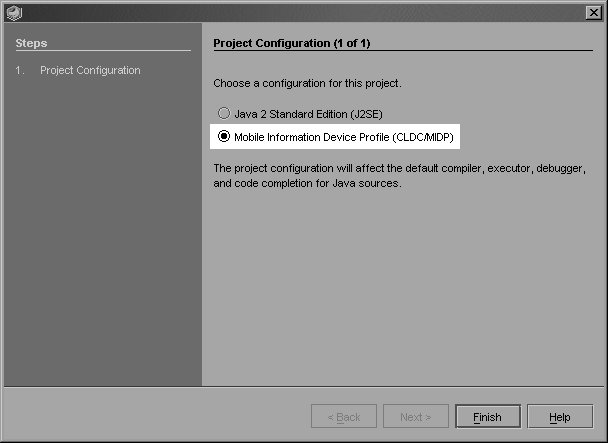 Steps
1. Project Configuration
Project Configuration (1 of 1)
Choose a configuration for this project.
Java 2 Standard Edition (J2SE)
Mobile Information Device Profile (CLDC/MIDP)
The project configuration will affect the default compiler, executor, debugger,
and code completion for Java sources.
< Back
Next >
Finish
Help